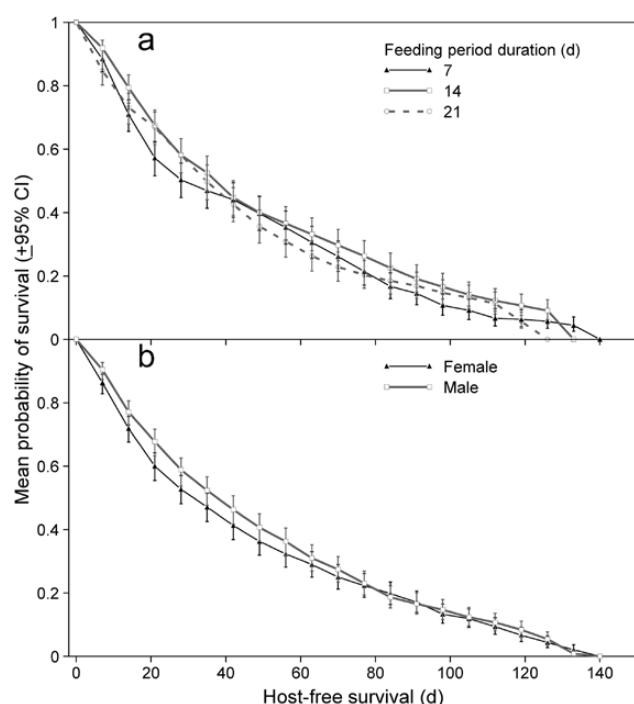 a
Feeding period duration (d)
7
14
21
1
0.8
0.6
0.4
0.2
0
b
Female
Male
0.8
0.6
0.4
0.2
0
0 20 40 60 80 100 120 140
Mean probability of survival (+95% CI)
Host-free survival (d)